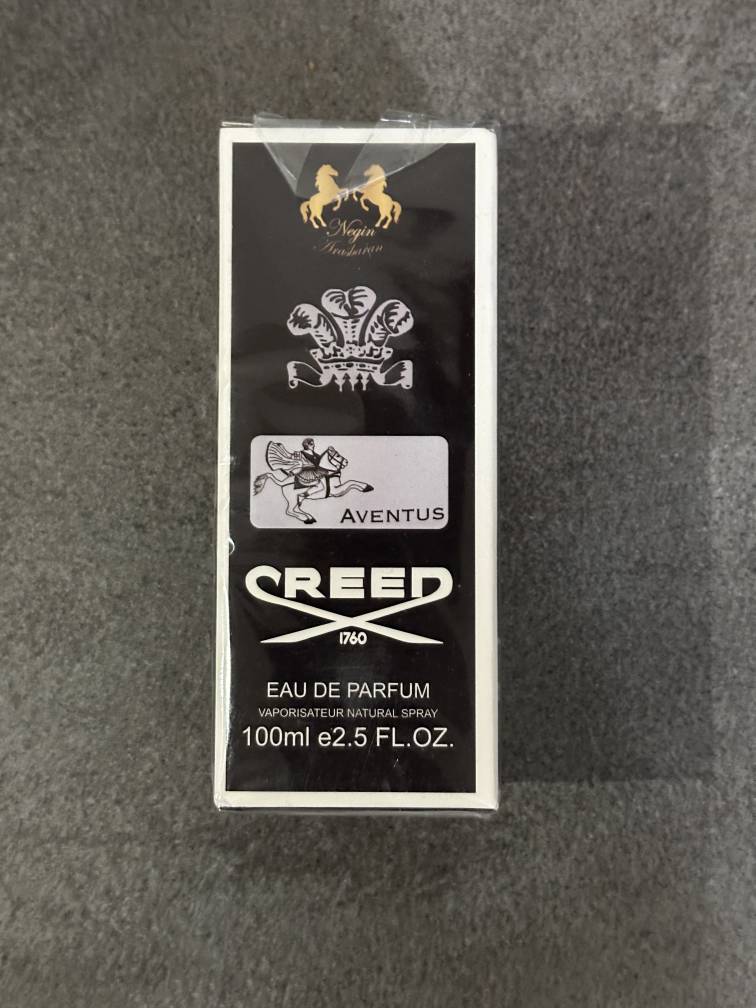 Negin
Arasbaran
AVENTUS
CREED
1760
EAU DE PARFUM
VAPORISATEUR NATURAL SPRAY
100ml e2.5 FL.OZ.